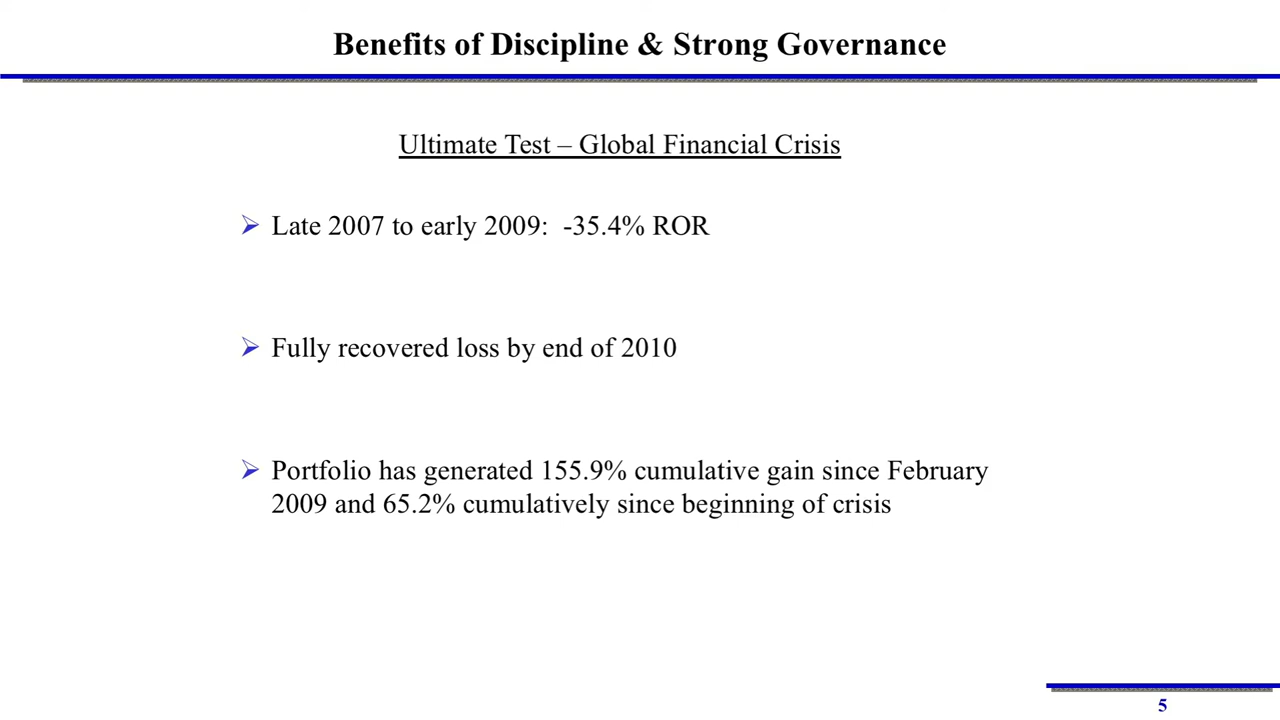 Benefits of Discipline & Strong Governance
Ultimate Test – Global Financial Crisis
Late 2007 to early 2009:  -35.4% ROR
Fully recovered loss by end of 2010
Portfolio has generated 155.9% cumulative gain since February
2009 and 65.2% cumulatively since beginning of crisis
5